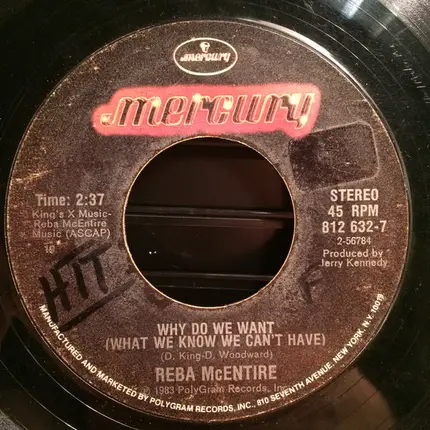 mercury
mercury
Time: 2:37
King's X Music-
Reba McEntire
Music (ASCAP)
HIT
STEREO
45 RPM
812 632-7
2-56784
Produced by
Jerry Kennedy
F
WHY DO WE WANT
(WHAT WE KNOW WE CAN'T HAVE)
(D. King-D. Woodward)
REBA McENTIRE
℗ 1983 PolyGram Records, Inc.
MANUFACTURED AND MARKETED BY POLYGRAM RECORDS, INC., 810 SEVENTH AVENUE, NEW YORK, N.Y. 10019